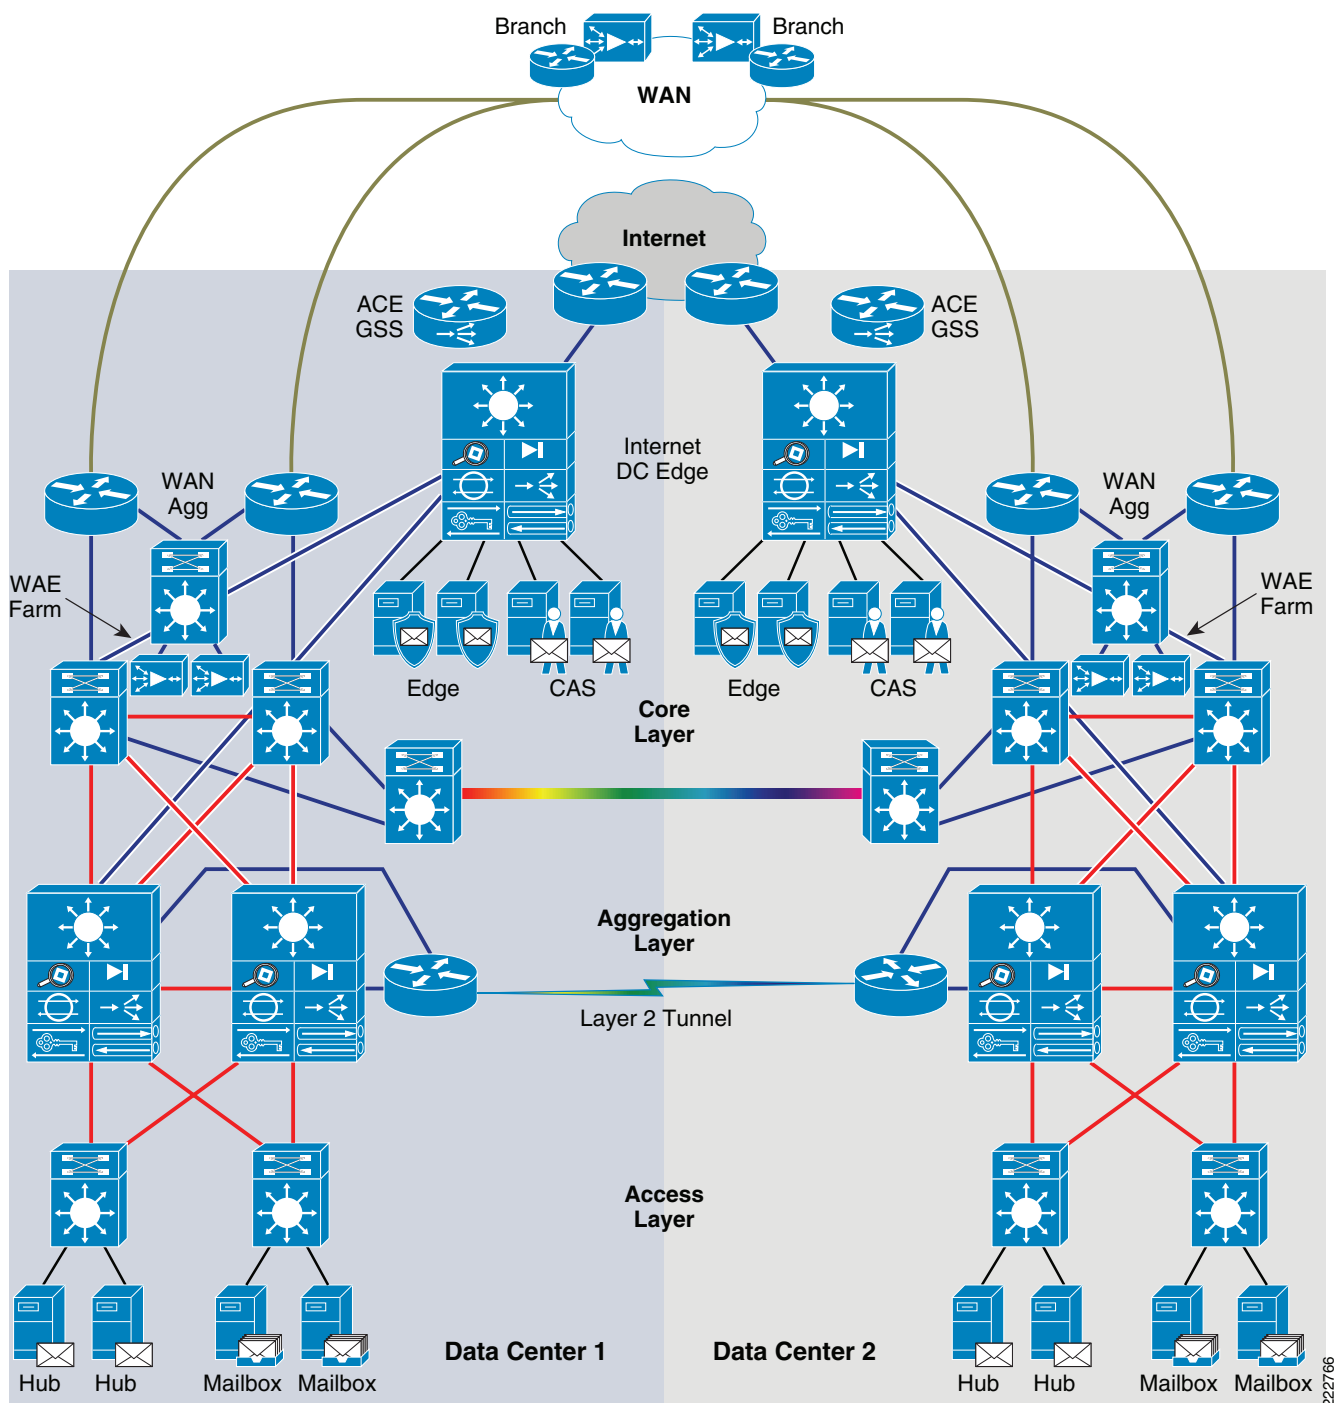 Branch
Branch
WAN
Internet
ACE
GSS
ACE
GSS
Internet
DC Edge
WAN
Agg
WAN
Agg
WAE
Farm
WAE
Farm
Edge
CAS
Edge
CAS
Core
Layer
Aggregation
Layer
Layer 2 Tunnel
Access
Layer
Data Center 1
Data Center 2
Hub
Hub
Mailbox
Mailbox
Hub
Hub
Mailbox
Mailbox
222766